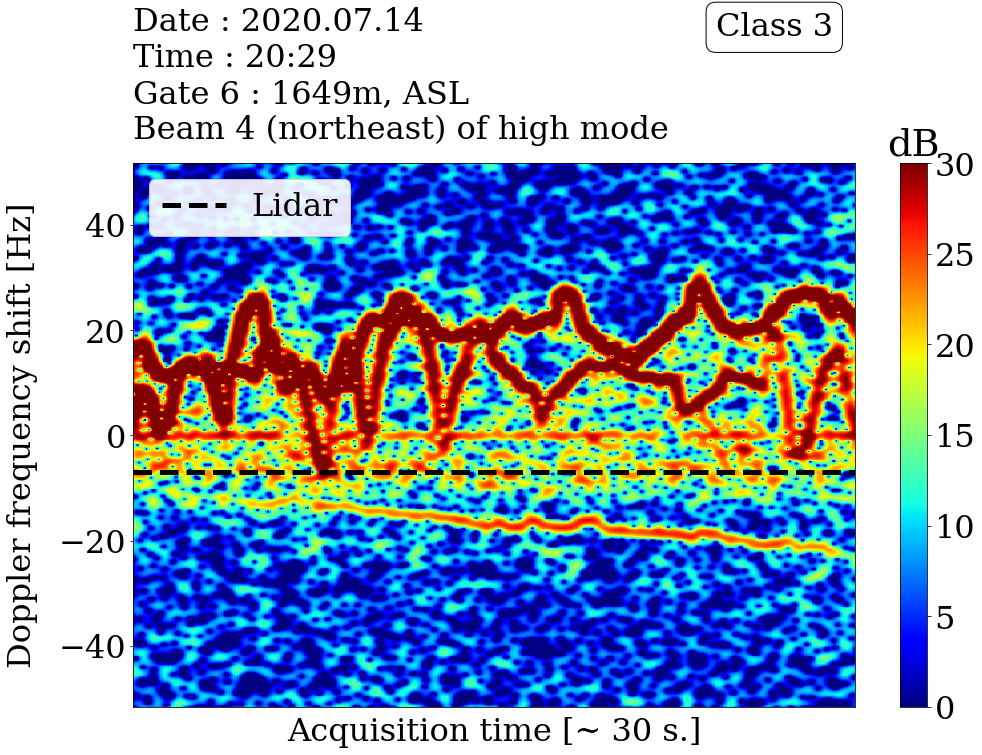 Date : 2020.07.14
Class 3
Time : 20:29
Gate 6 : 1649m, ASL
Beam 4 (northeast) of high mode
dB
Lidar
Doppler frequency shift [Hz]
40
20
0
−20
−40
30
25
20
15
10
5
0
Acquisition time [~ 30 s.]